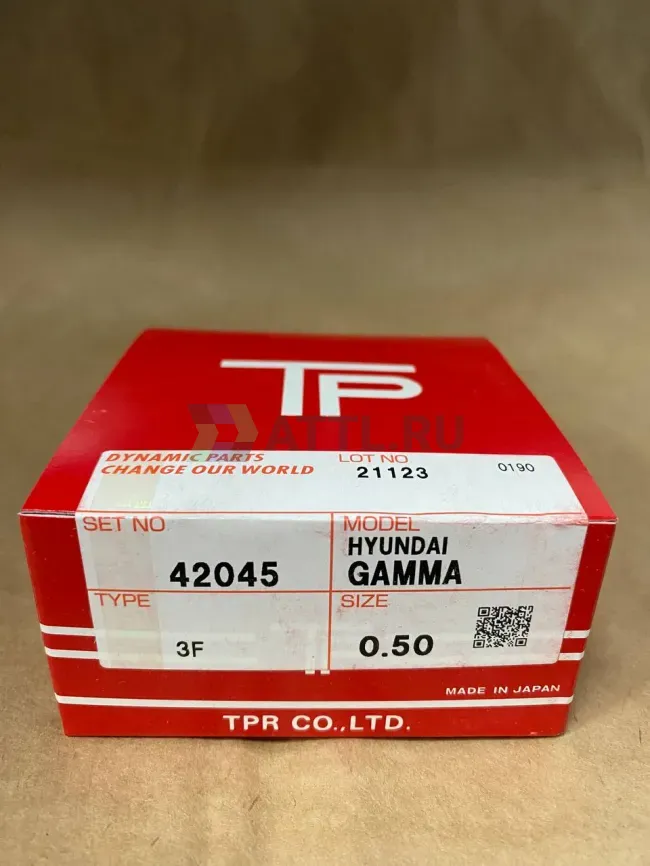 TP
ATTL.RU
DYNAMIC PARTS
CHANGE OUR WORLD
LOT NO
21123
0190
SET NO
42045
MODEL
HYUNDAI
GAMMA
TYPE
3F
SIZE
0.50
MADE IN JAPAN
TPR CO.,LTD.